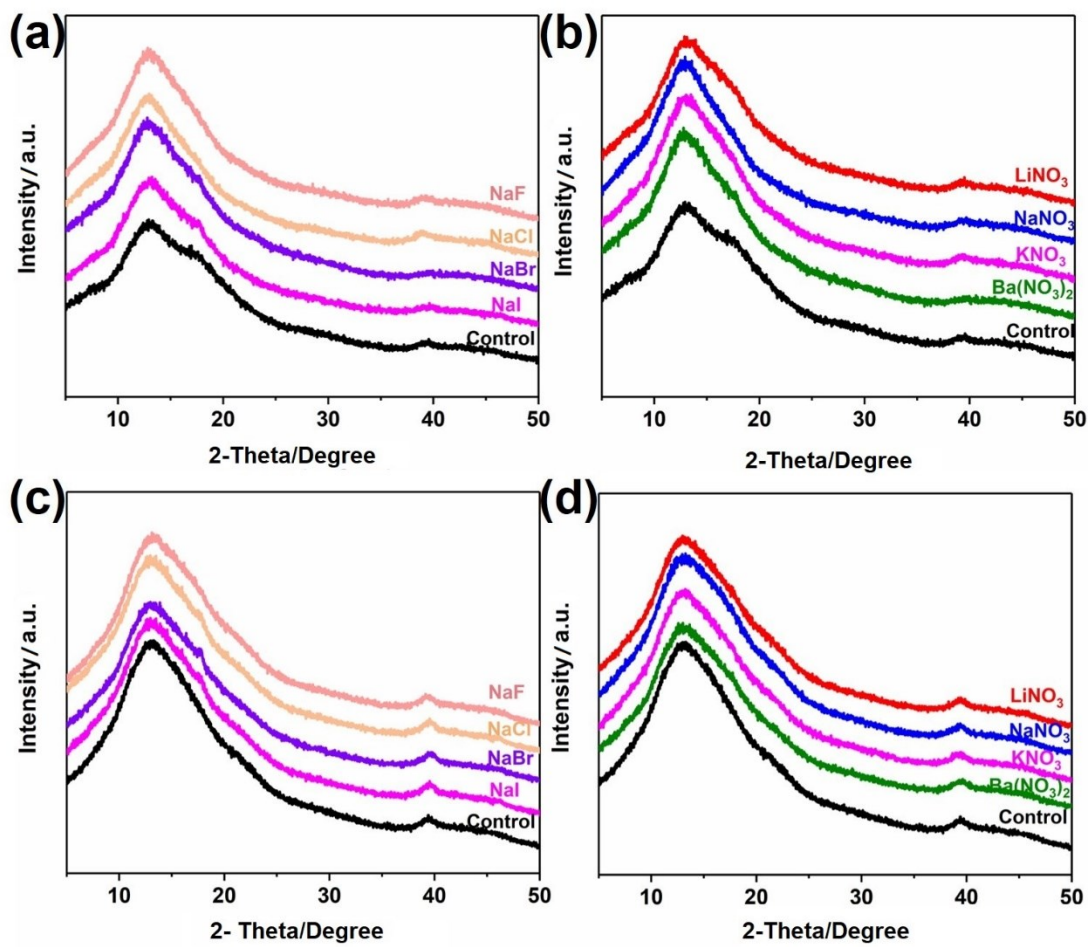 (a)
Intensity/ a.u.
NaF
NaCl
NaBr
NaI
Control
10 20 30 40 50
2-Theta/Degree
(b)
Intensity/ a.u.
LiNO3
NaNO3
KNO3
Ba(NO3)2
Control
10 20 30 40 50
2-Theta/Degree
(c)
Intensity/ a.u.
NaF
NaCl
NaBr
NaI
Control
10 20 30 40 50
2- Theta/Degree
(d)
Intensity/ a.u.
LiNO3
NaNO3
KNO3
Ba(NO3)2
Control
10 20 30 40 50
2-Theta/Degree